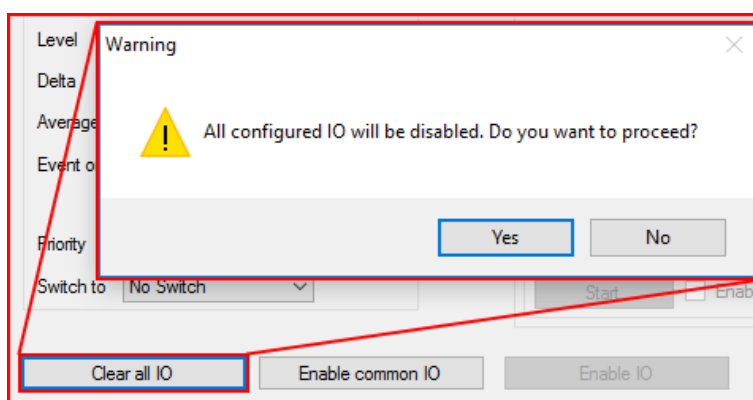 Level
Warning
Delta
Average
All configured IO will be disabled. Do you want to proceed?
Event o
Yes
No
Priority
Switch to
No Switch
Start
Enab
Clear all IO
Enable common IO
Enable IO